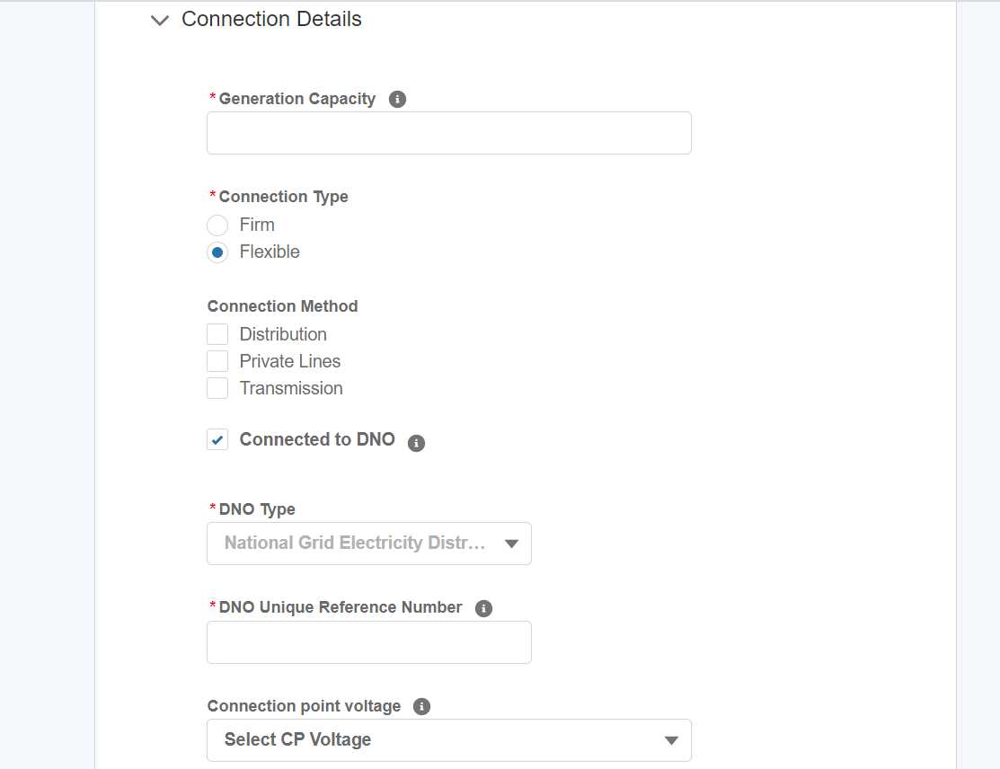 Connection Details
*Generation Capacity
*Connection Type
Firm
Flexible
Connection Method
Distribution
Private Lines
Transmission
Connected to DNO
*DNO Type
National Grid Electricity Distr...
*DNO Unique Reference Number
Connection point voltage
Select CP Voltage